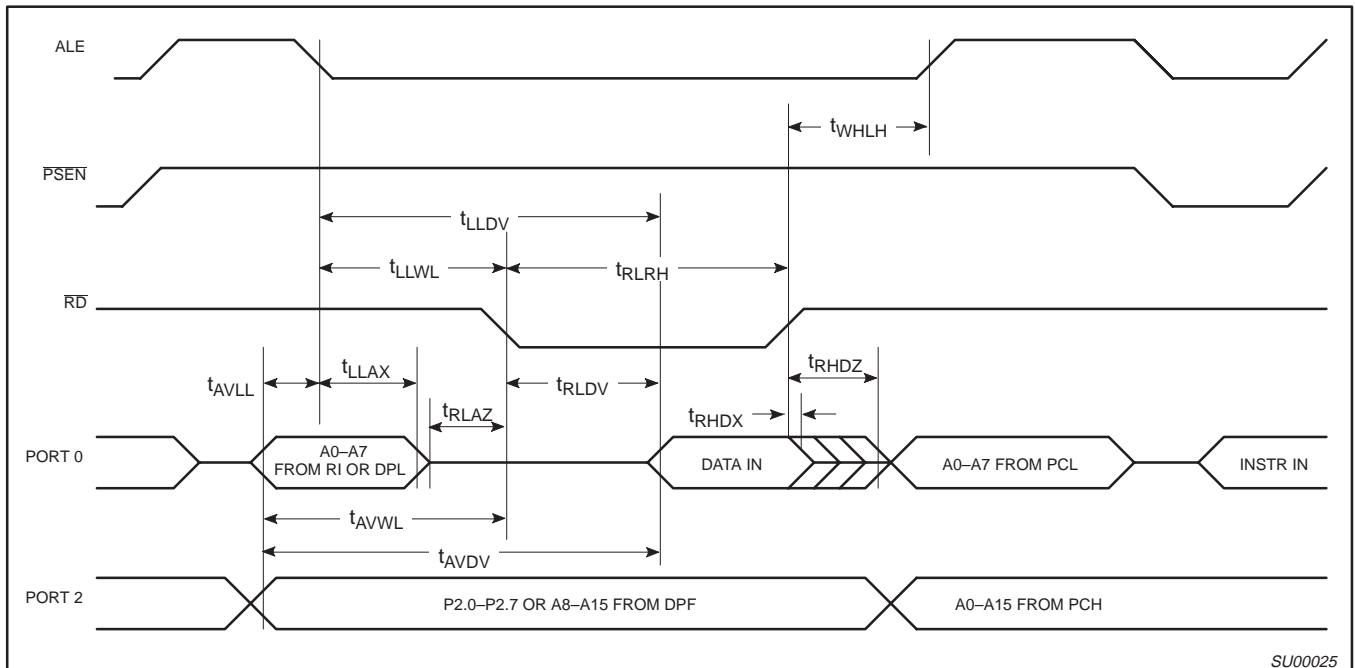 ALE
tWHLH
PSEN
tLLDV
tLLWL
tRLRH
RD
tAVLL
tLLAX
tRLAZ
tRLDV
tRHDZ
tRHDX
PORT 0
A0–A7
FROM RI OR DPL
DATA IN
A0–A7 FROM PCL
INSTR IN
tAVWL
tAVDV
PORT 2
P2.0–P2.7 OR A8–A15 FROM DPF
A0–A15 FROM PCH
SU00025